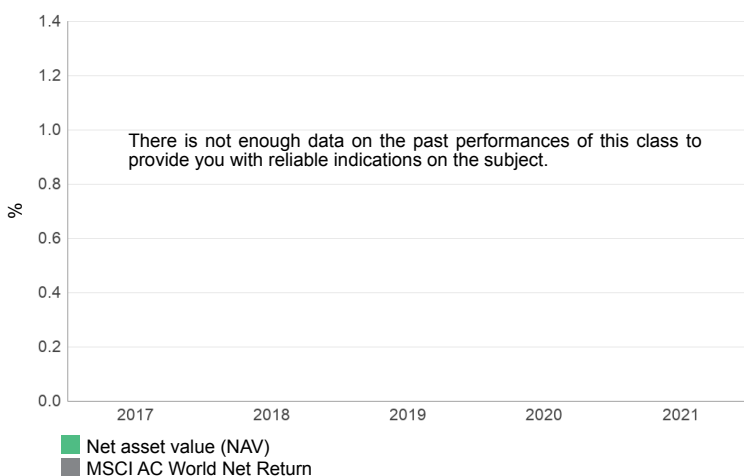 1.4
1.2
1.0
There is not enough data on the past performances of this class to
provide you with reliable indications on the subject.
0.8
%
0.6
0.4
0.2
0.0
2017 2018 2019 2020 2021
Net asset value (NAV)
MSCI AC World Net Return